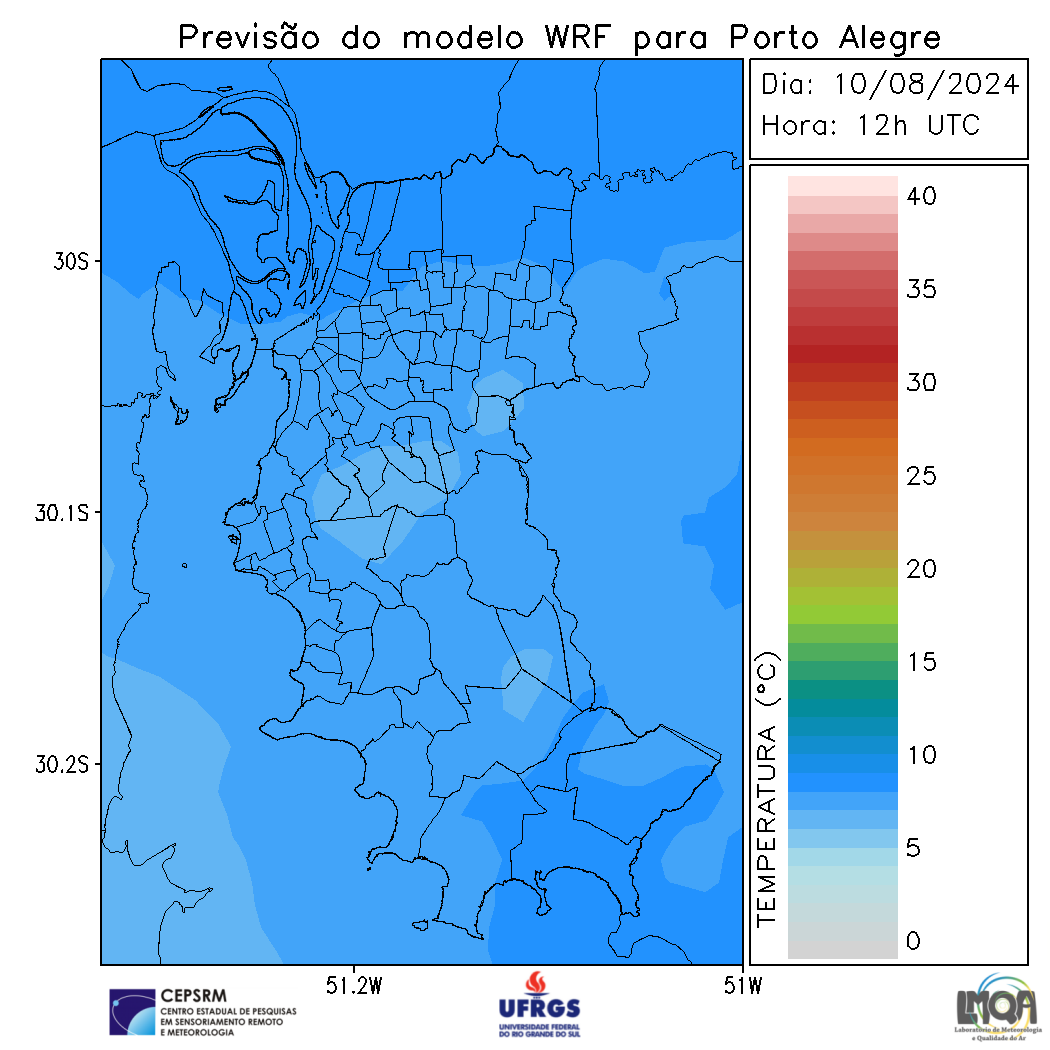 Previsão do modelo WRF para Porto Alegre
Dia: 10/08/2024
Hora: 12h UTC
30S
30.1S
30.2S
51.2W
51W
40
35
30
25
20
15
10
5
0
TEMPERATURA (°C)
CEPSRM
CENTRO ESTADUAL DE PESQUISAS
EM SENSORIAMENTO REMOTO
E METEOROLOGIA
UFRGS
UNIVERSIDADE FEDERAL
DO RIO GRANDE DO SUL
LMQA
Laboratório de Meteorologia
e Qualidade do Ar